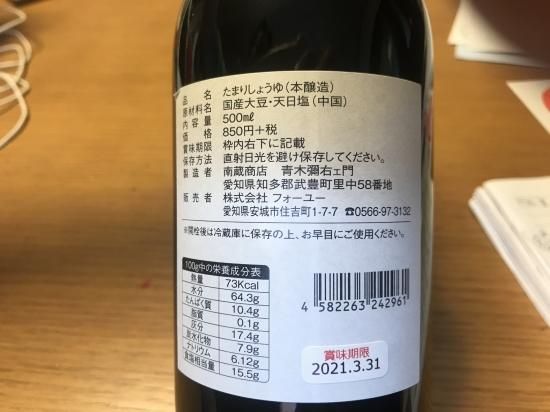 品名 たまりしょうゆ(本醸造)
原材料名 国産大豆・天日塩(中国)
内容量 500mℓ
価格 850円+税
賞味期限 枠内右下に記載
保存方法 直射日光を避け保存してください。
製造者 南蔵商店 青木彌右ェ門
愛知県知多郡武豊町里中58番地
販売者 株式会社 フォーユー
愛知県安城市住吉町1-7-7 ☎0566-97-3132
※開栓後は冷蔵庫に保存の上、お早目にご使用ください。
100g中の栄養成分表
熱量 73Kcal
水分 64.3g
たんぱく質 10.4g
脂質 0.1g
灰分 17.4g
炭水化物 7.9g
ナトリウム 6.12g
食塩相当量 15.5g
4 582263 242961
賞味期限
2021.3.31